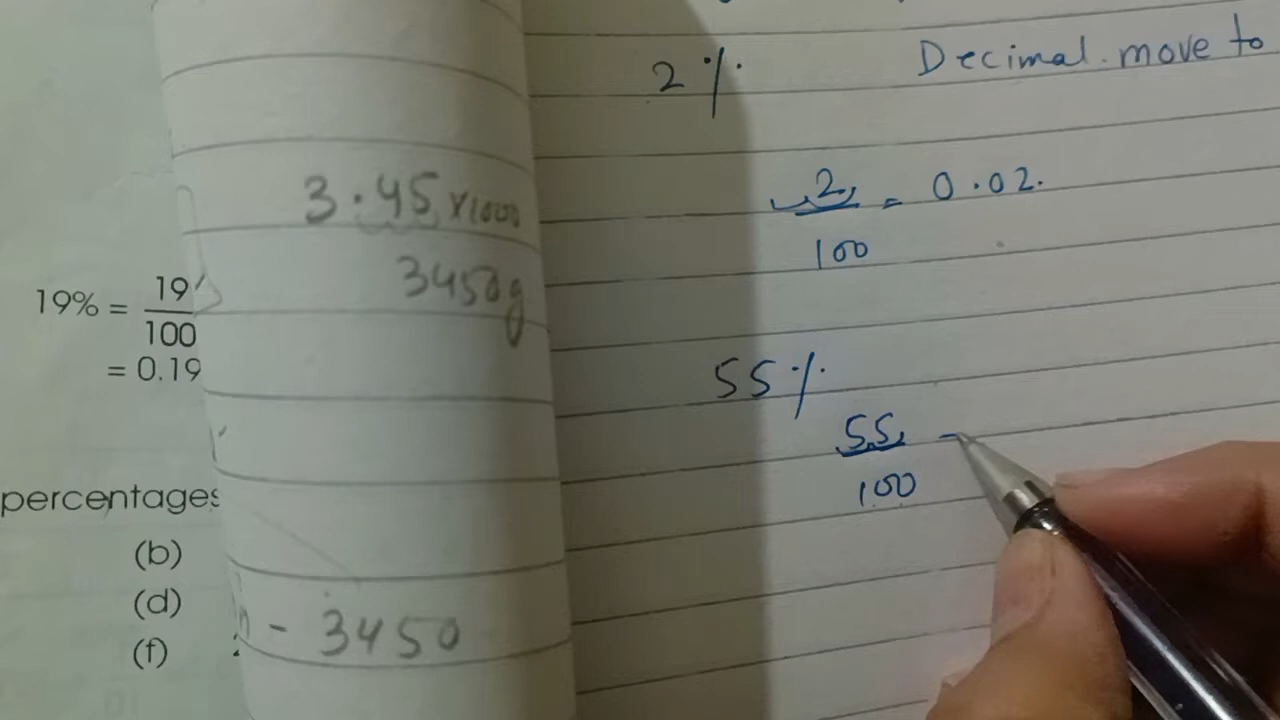 19% = 19/100
= 0.19
percentages
(b)
(d)
(f)
3.45 x1000
3450g
- 3450
2%
Decimal. move to
2/100 = 0.02.
55%
55/100 -